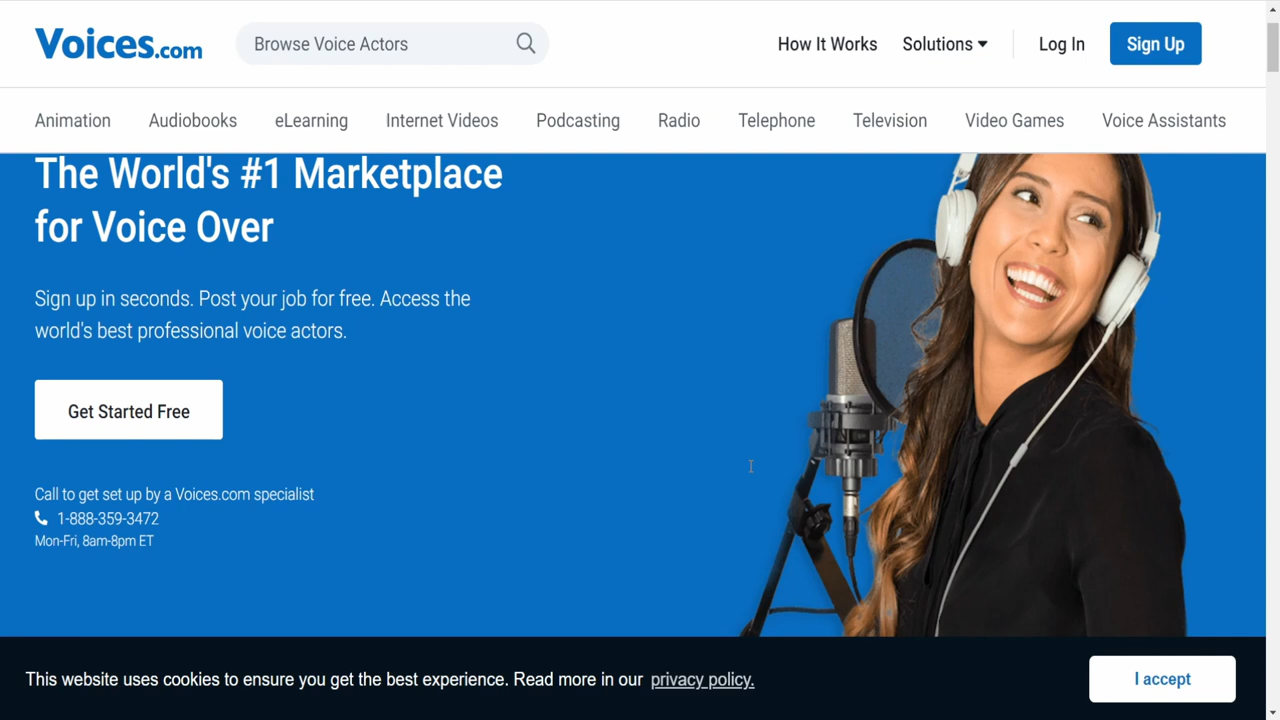 Voices.com
Browse Voice Actors
How It Works
Solutions
Log In
Sign Up
Animation
Audiobooks
eLearning
Internet Videos
Podcasting
Radio
Telephone
Television
Video Games
Voice Assistants
The World's #1 Marketplace
for Voice Over
Sign up in seconds. Post your job for free. Access the
world's best professional voice actors.
Get Started Free
Call to get set up by a Voices.com specialist
1-888-359-3472
Mon-Fri, 8am-8pm ET
This website uses cookies to ensure you get the best experience. Read more in our privacy policy.
I accept